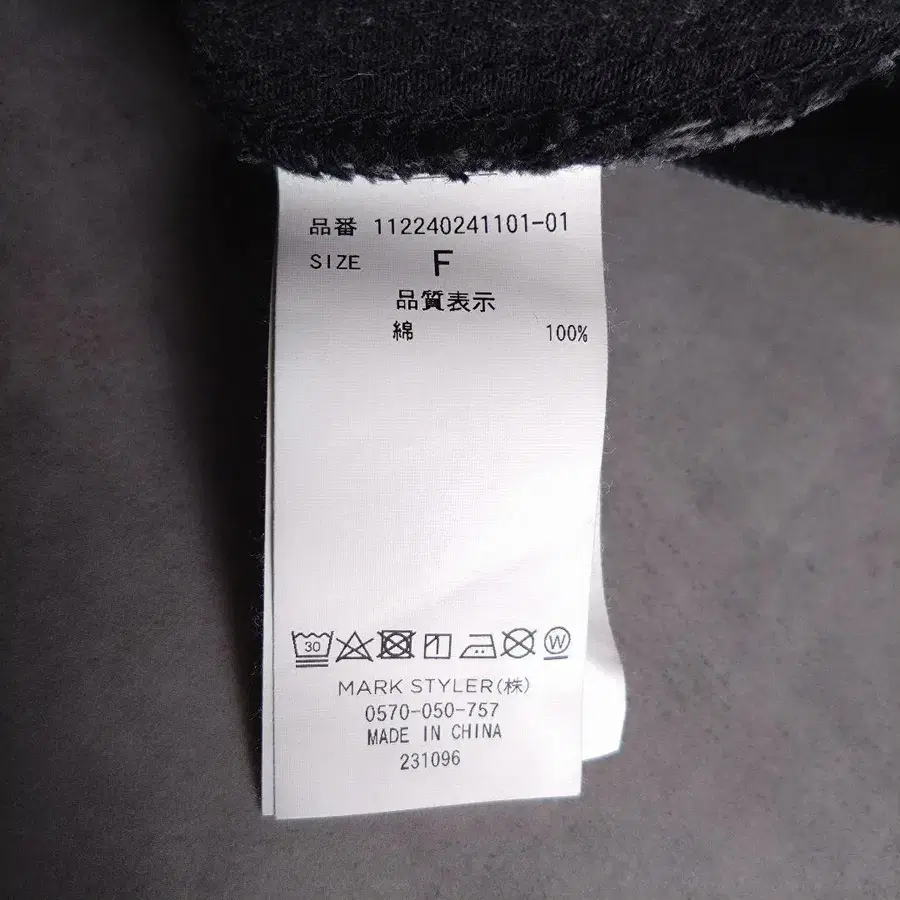 品番 112240241101-01
SIZE F
品質表示
綿 100%
30 W
MARK STYLER(株)
0570-050-757
MADE IN CHINA
231096